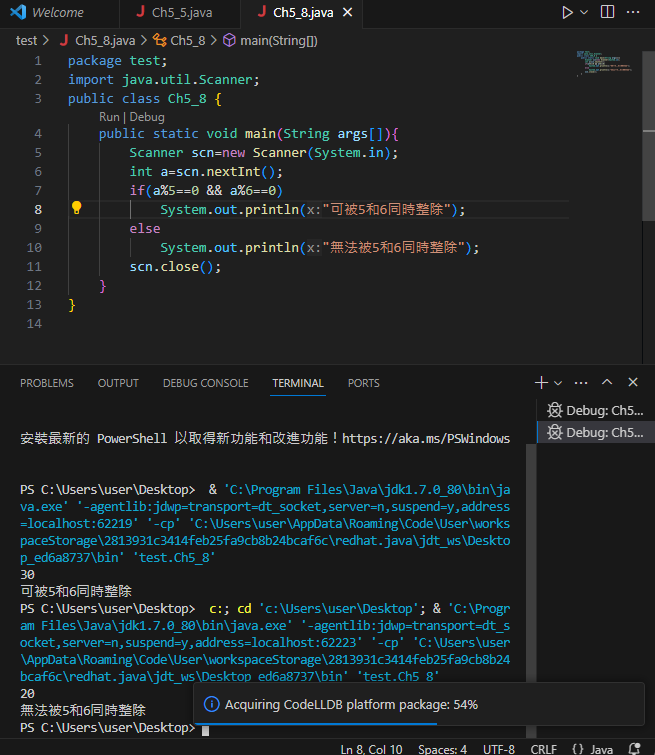 Welcome J Ch5_5.java J Ch5_8.java
test > J Ch5_8.java > Ch5_8 > main(String[])
1 package test;
2 import java.util.Scanner;
3 public class Ch5_8 {
Run | Debug
4 public static void main(String args[]){
5 Scanner scn=new Scanner(System.in);
6 int a=scn.nextInt();
7 if(a%5==0 && a%6==0)
8 System.out.println(x:"可被5和6同時整除");
9 else
10 System.out.println(x:"無法被5和6同時整除");
11 scn.close();
12 }
13 }
14
PROBLEMS OUTPUT DEBUG CONSOLE TERMINAL PORTS
Debug: Ch5...
Debug: Ch5...
安裝最新的 PowerShell 以取得新功能和改進功能！https://aka.ms/PSWindows
PS C:\Users\user\Desktop>  & 'C:\Program Files\Java\jdk1.7.0_80\bin\ja
va.exe' '-agentlib:jdwp=transport=dt_socket,server=n,suspend=y,address
=localhost:62219' '-cp' 'C:\Users\user\AppData\Roaming\Code\User\works
paceStorage\2813931c3414feb25fa9cb8b24bcaf6c\redhat.java\jdt_ws\Deskto
p_ed6a8737\bin' 'test.Ch5_8'
30
可被5和6同時整除
PS C:\Users\user\Desktop>  c:; cd 'c:\Users\user\Desktop'; & 'C:\Progr
am Files\Java\jdk1.7.0_80\bin\java.exe' '-agentlib:jdwp=transport=dt_s
ocket,server=n,suspend=y,address=localhost:62223' '-cp' 'C:\Users\user
\AppData\Roaming\Code\User\workspaceStorage\2813931c3414feb25fa9cb8b24
bcaf6c\redhat.java\jdt_ws\Desktop_ed6a8737\bin' 'test.Ch5_8'
20
無法被5和6同時整除
PS C:\Users\user\Desktop>
Acquiring CodeLLDB platform package: 54%
Ln 8, Col 10 Spaces: 4 UTF-8 CRLF {} Java